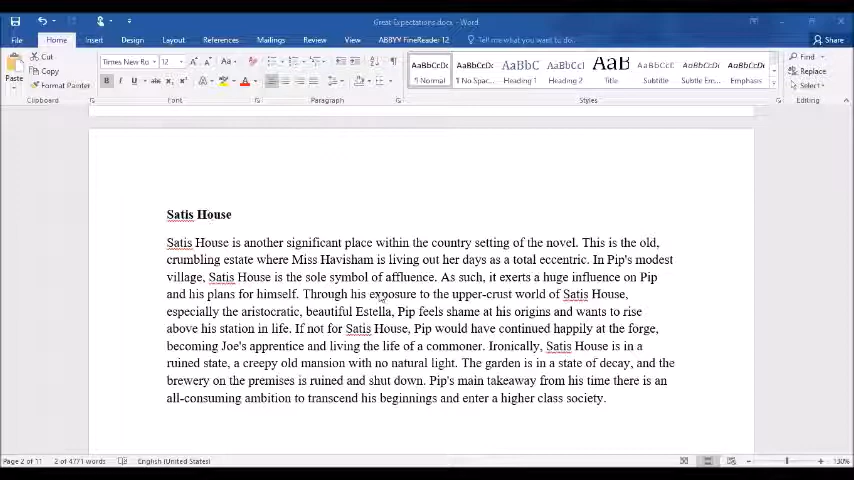 Great Expectations.docx - Word
File Home Insert Design Layout References Mailings Review View ABBYY FineReader 12 Tell me what you want to do... Share
Paste
Cut
Copy
Format Painter
Clipboard
Times New Ro 12
Font
Paragraph
AaBbCcDc AaBbCcDc AaBbC AaBbCcI AaB AaBbCcD AaBbCcDt AaBbCcDt
¶ Normal ¶ No Spac... Heading 1 Heading 2 Title Subtitle Subtle Em... Emphasis
Styles
Find
Replace
Select
Editing
Satis House
Satis House is another significant place within the country setting of the novel. This is the old,
crumbling estate where Miss Havisham is living out her days as a total eccentric. In Pip's modest
village, Satis House is the sole symbol of affluence. As such, it exerts a huge influence on Pip
and his plans for himself. Through his exposure to the upper-crust world of Satis House,
especially the aristocratic, beautiful Estella, Pip feels shame at his origins and wants to rise
above his station in life. If not for Satis House, Pip would have continued happily at the forge,
becoming Joe's apprentice and living the life of a commoner. Ironically, Satis House is in a
ruined state, a creepy old mansion with no natural light. The garden is in a state of decay, and the
brewery on the premises is ruined and shut down. Pip's main takeaway from his time there is an
all-consuming ambition to transcend his beginnings and enter a higher class society.
Page 2 of 11 2 of 4771 words English (United States) 130%